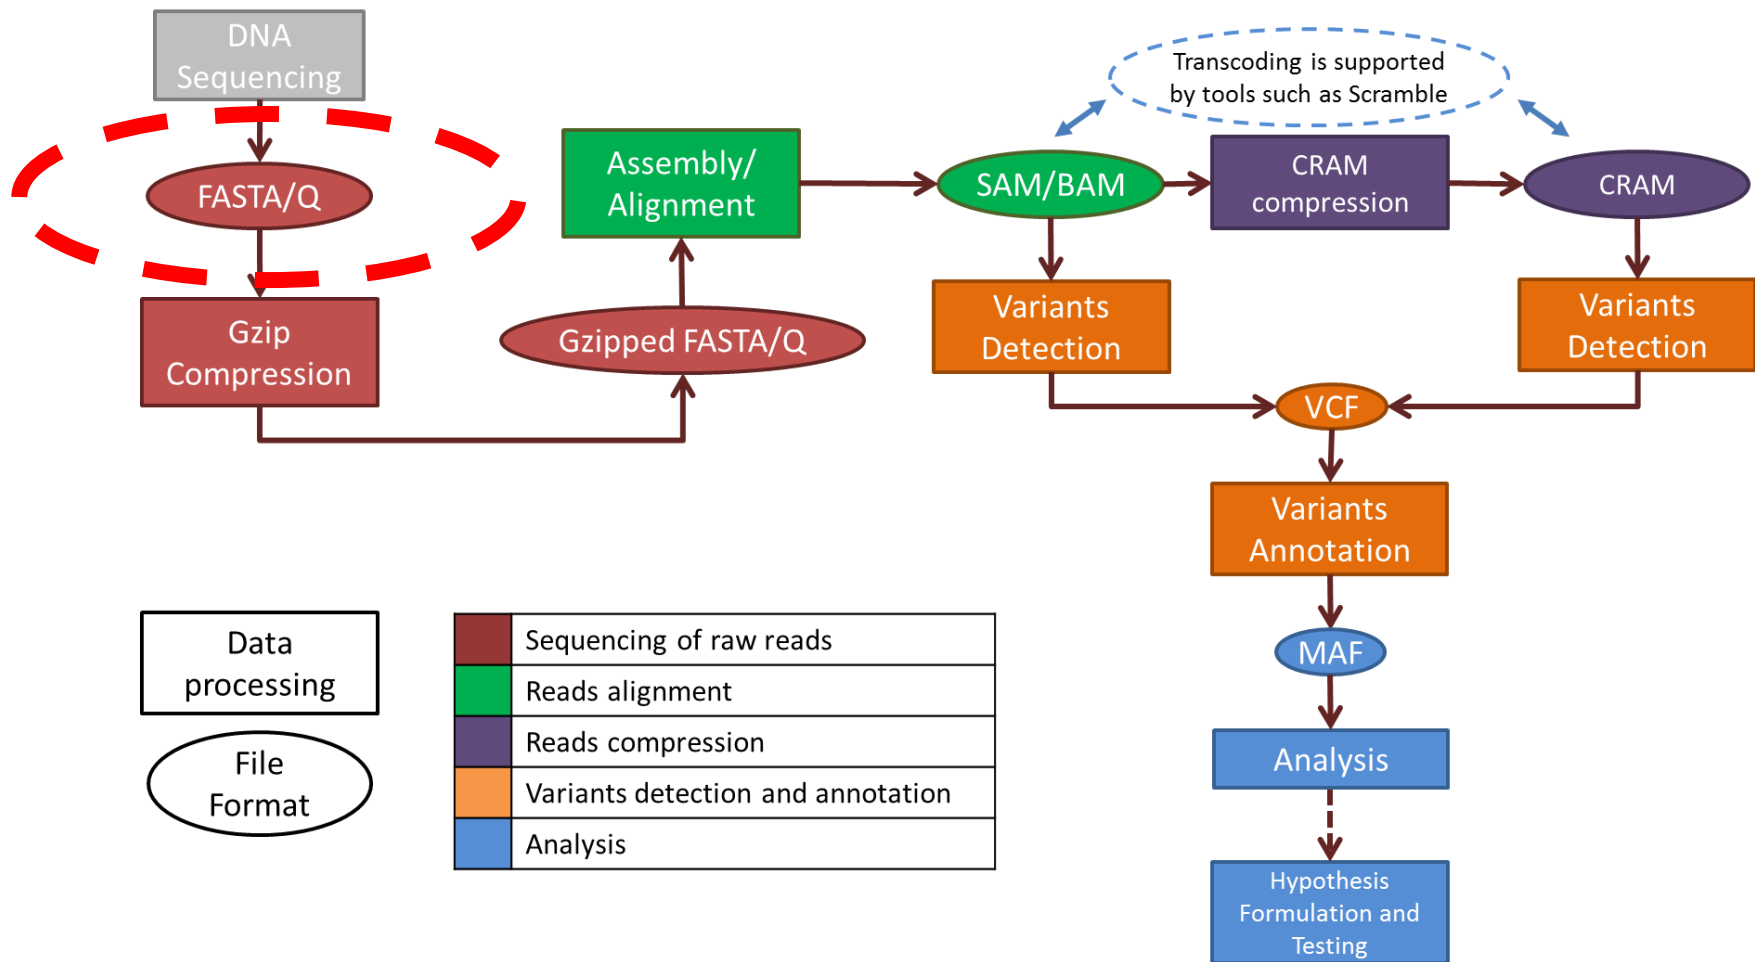 DNA
Sequencing
FASTA/Q
Gzip
Compression
Assembly/
Alignment
Gzipped FASTA/Q
Transcoding is supported
by tools such as Scramble
SAM/BAM
CRAM
compression
CRAM
Variants
Detection
Variants
Detection
VCF
Variants
Annotation
MAF
Analysis
Hypothesis
Formulation and
Testing
Data
processing
File
Format
Sequencing of raw reads
Reads alignment
Reads compression
Variants detection and annotation
Analysis